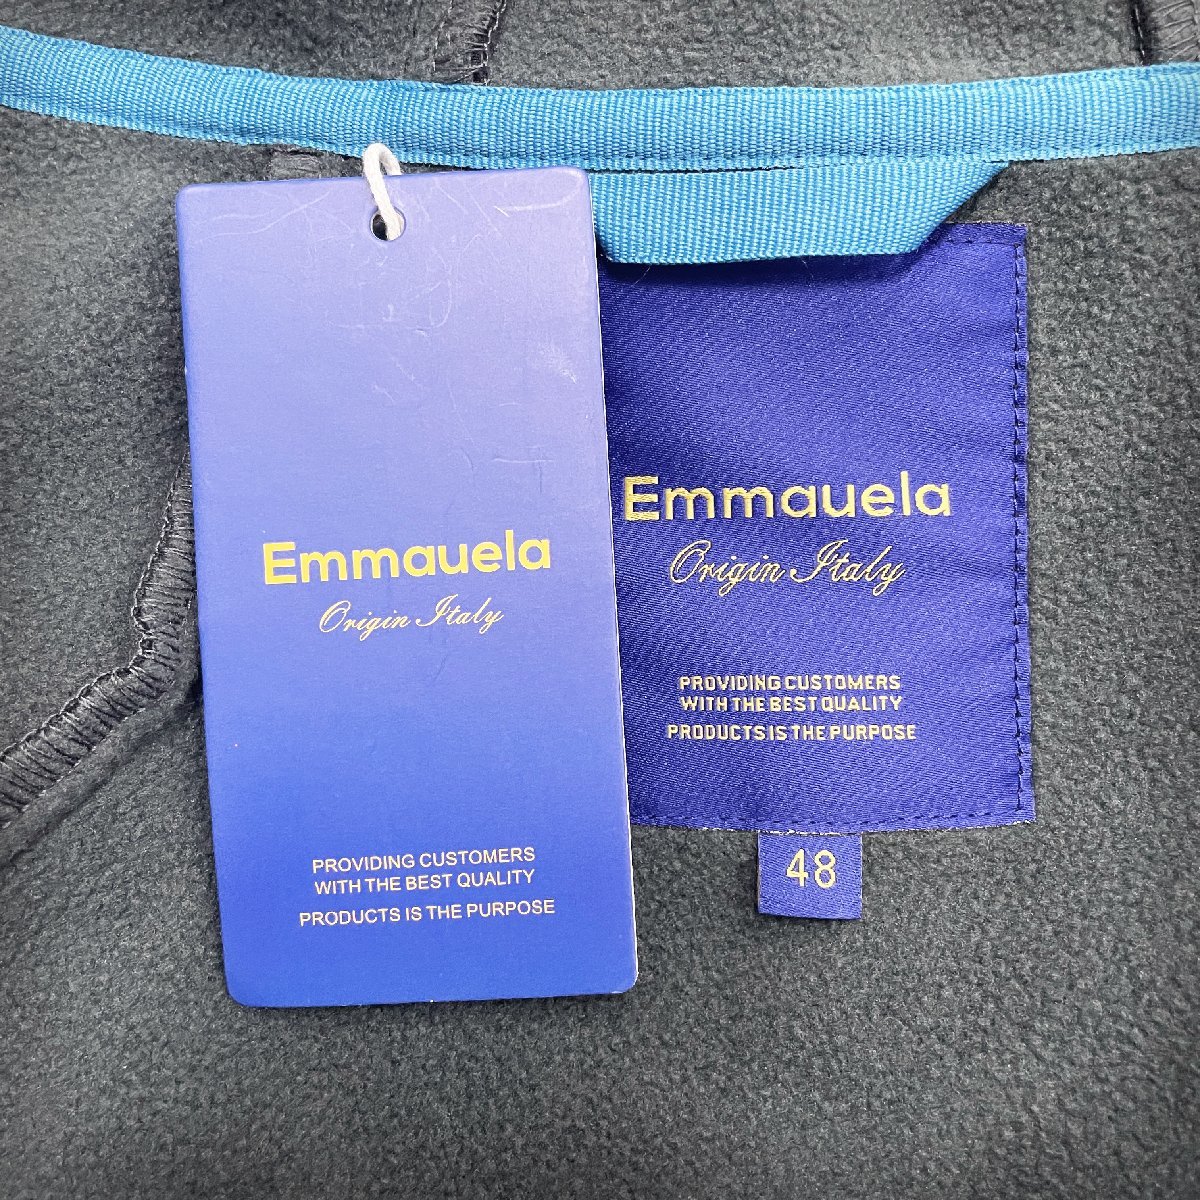 Emmauela
Origin Italy
PROVIDING CUSTOMERS
WITH THE BEST QUALITY
PRODUCTS IS THE PURPOSE
Emmauela
Origin Italy
PROVIDING CUSTOMERS
WITH THE BEST QUALITY
PRODUCTS IS THE PURPOSE
48